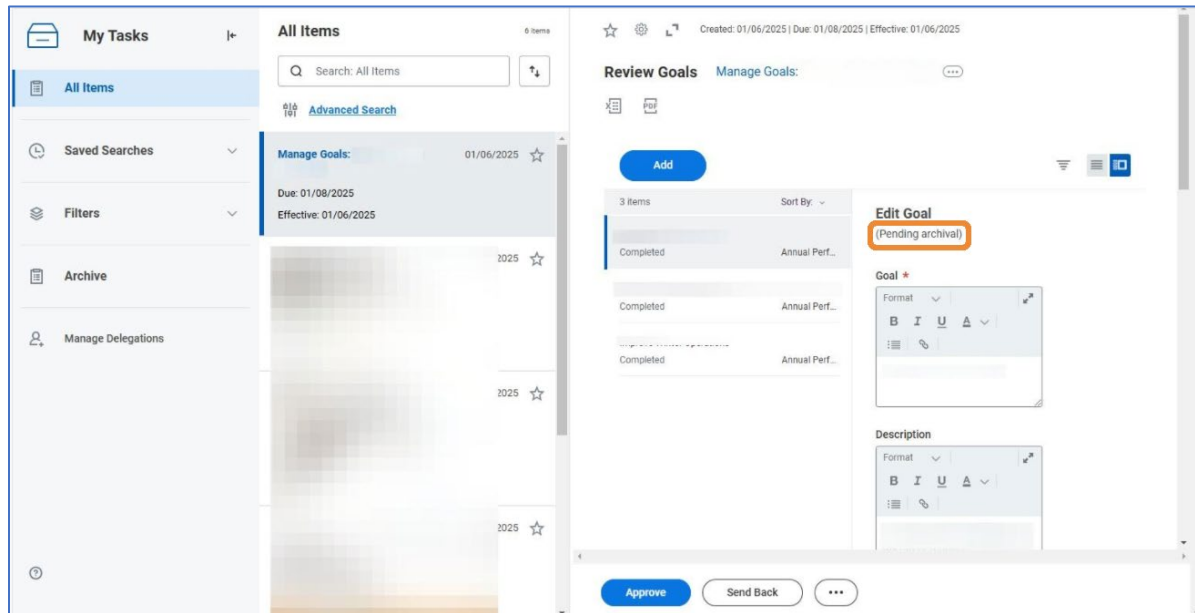 My Tasks
All Items
Saved Searches
Filters
Archive
Manage Delegations
All Items
6 items
Search: All Items
Advanced Search
Manage Goals:
01/06/2025
Due: 01/08/2025
Effective: 01/06/2025
2025
2025
2025
Created: 01/06/2025 | Due: 01/08/2025 | Effective: 01/06/2025
Review Goals Manage Goals:
PDF
Add
3 items
Sort By:
Completed Annual Perf...
Completed Annual Perf...
Completed Annual Perf...
Edit Goal
(Pending archival)
Goal *
Format
B I U A
Description
Format
B I U A
Approve
Send Back